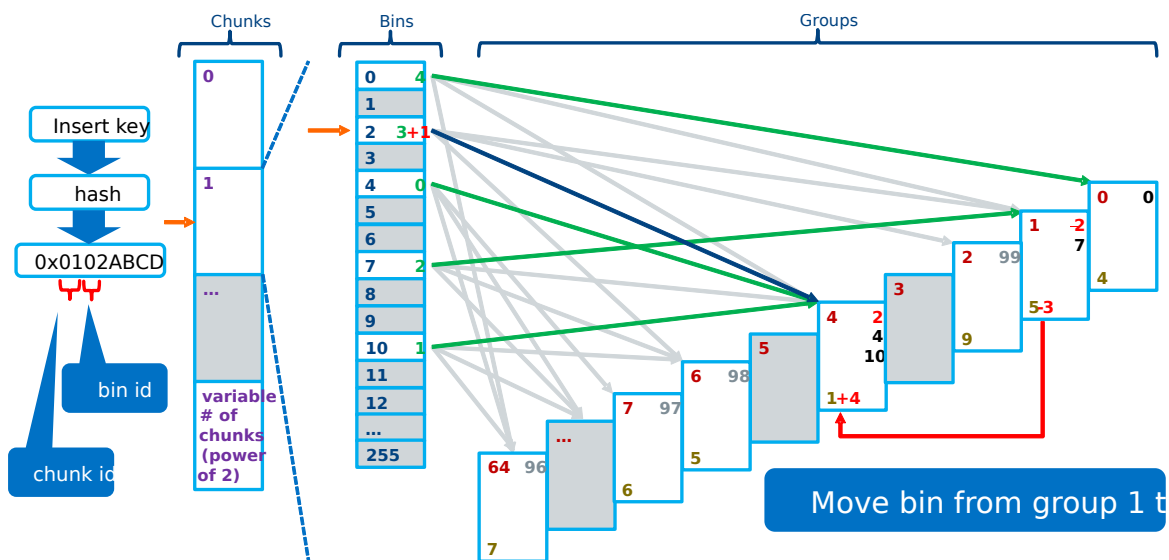 Chunks
Bins
Groups
Insert key
hash
0x0102ABCD
bin id
chunk id
0
1
...
variable
# of
chunks
(power
of 2)
0 4
1
2 3+1
3
4 0
5
6
7 2
8
9
10 1
11
12
...
255
0 0
4
1 -2
7
5-3
2 99
9
3
4 2
4
10
1+4
5
6 98
5
7 97
6
...
64 96
7
Move bin from group 1 t